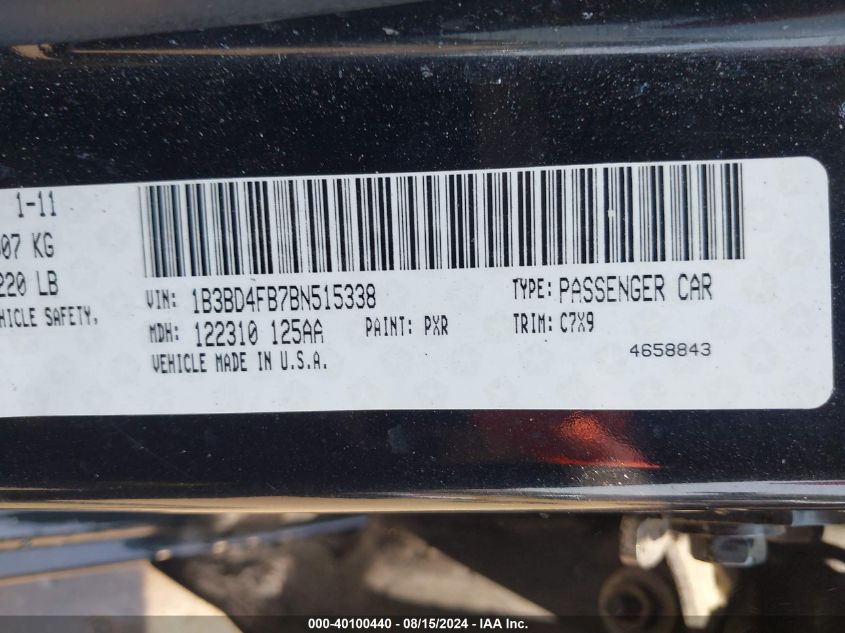 1-11
07 KG
220 LB
HICLE SAFETY,
VIN: 1B3BD4FB7BN515338
TYPE: PASSENGER CAR
MDH: 122310 125AA
PAINT: PXR
TRIM: C7X9
VEHICLE MADE IN U.S.A.
4658843
000-40100440 - 08/15/2024 - IAA Inc.